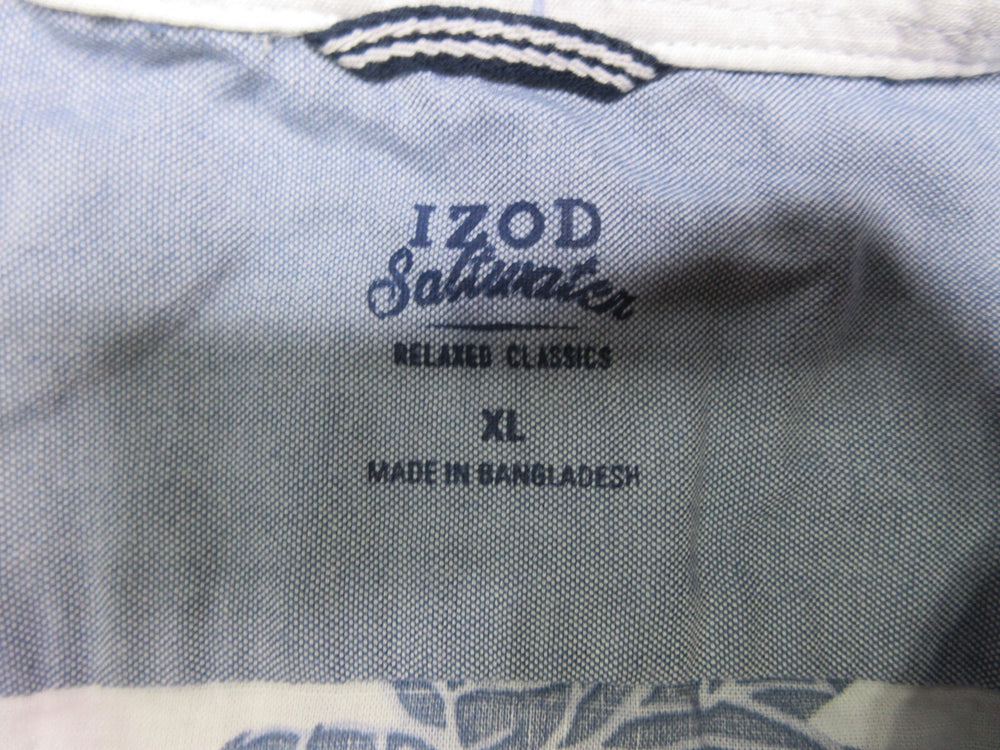 IZOD
Saltwater
RELAXED CLASSICS
XL
MADE IN BANGLADESH